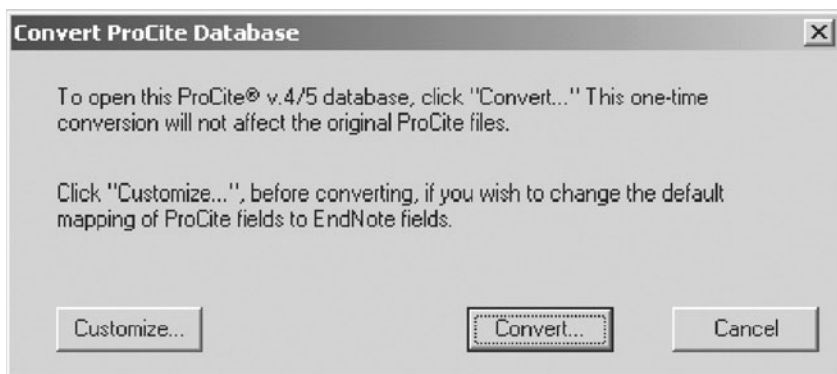 Convert ProCite Database
To open this ProCite® v.4/5 database, click "Convert..." This one-time
conversion will not affect the original ProCite files.
Click "Customize...", before converting, if you wish to change the default
mapping of ProCite fields to EndNote fields.
Customize...
Convert...
Cancel